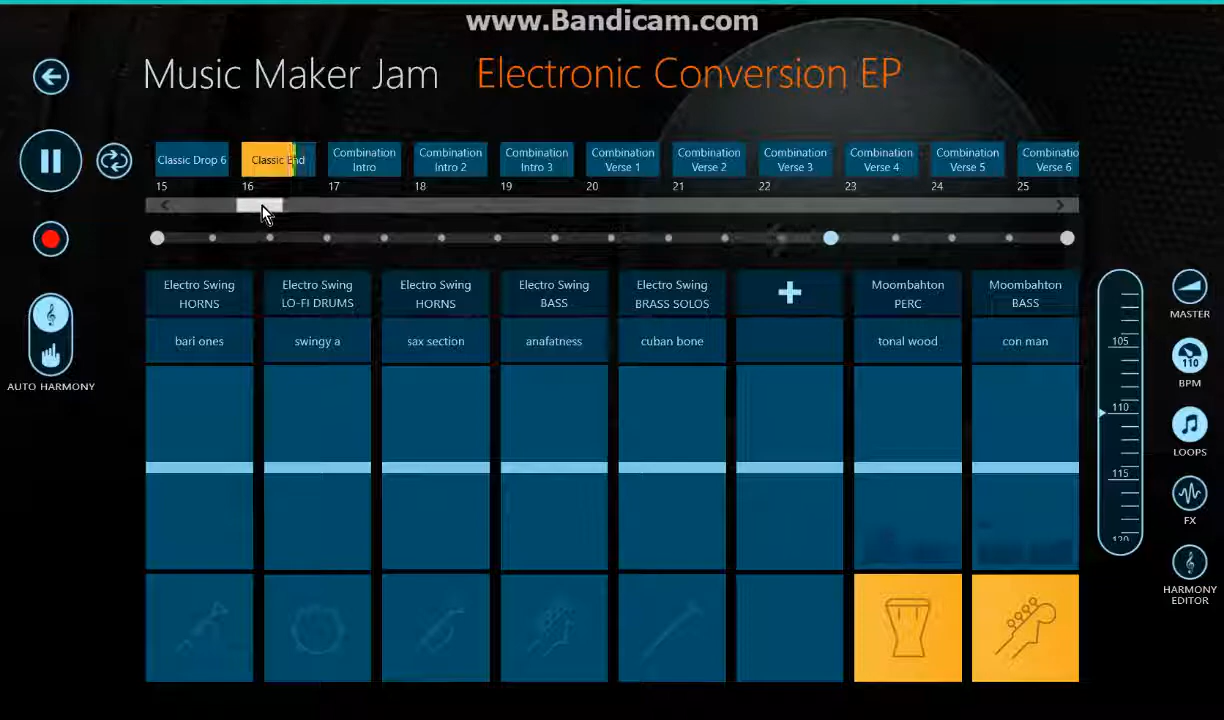 www.Bandicam.com
Music Maker Jam Electronic Conversion EP
Classic Drop 6
Classic End
Combination Intro
Combination Intro 2
Combination Intro 3
Combination Verse 1
Combination Verse 2
Combination Verse 3
Combination Verse 4
Combination Verse 5
Combinatio Verse 6
15 16 17 18 19 20 21 22 23 24 25
Electro Swing HORNS
Electro Swing LO-FI DRUMS
Electro Swing HORNS
Electro Swing BASS
Electro Swing BRASS SOLOS
Moombahton PERC
Moombahton BASS
bari ones
swingy a
sax section
anafatness
cuban bone
tonal wood
con man
AUTO HARMONY
105
110
115
120
MASTER
110
BPM
LOOPS
FX
HARMONY
EDITOR